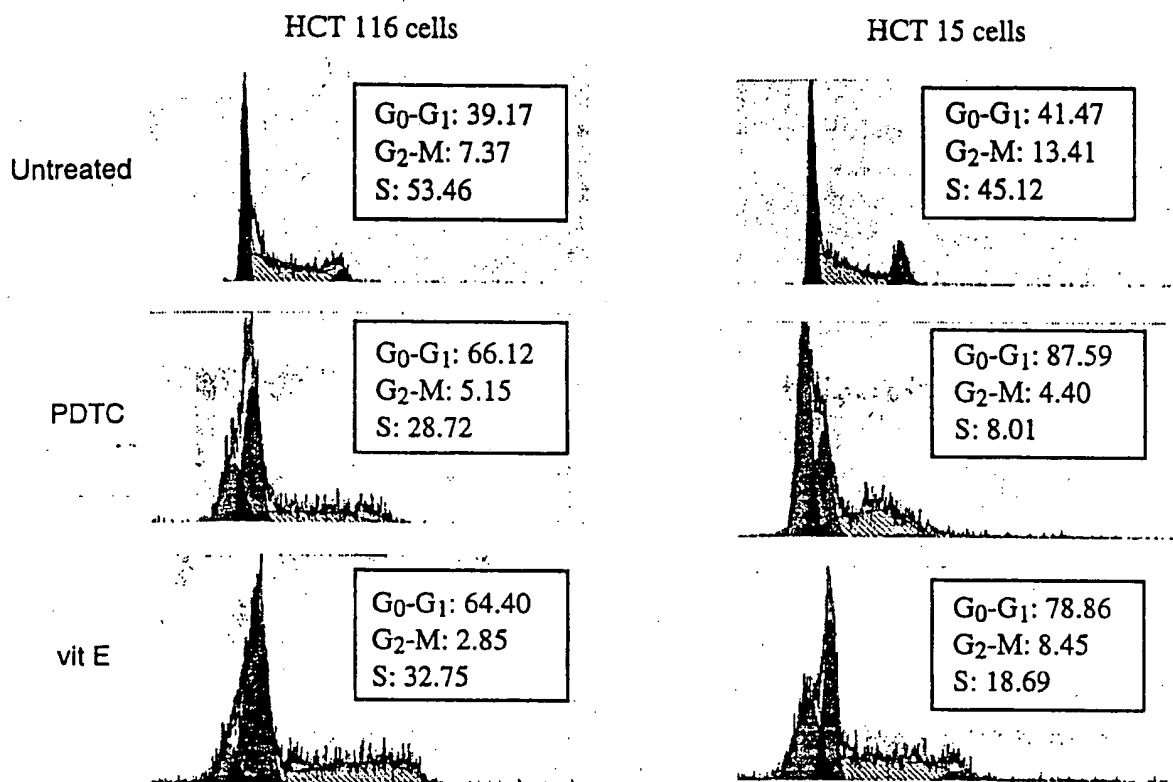 HCT 116 cells
HCT 15 cells
Untreated
G0-G1: 39.17
G2-M: 7.37
S: 53.46
G0-G1: 41.47
G2-M: 13.41
S: 45.12
PDTC
G0-G1: 66.12
G2-M: 5.15
S: 28.72
G0-G1: 87.59
G2-M: 4.40
S: 8.01
vit E
G0-G1: 64.40
G2-M: 2.85
S: 32.75
G0-G1: 78.86
G2-M: 8.45
S: 18.69